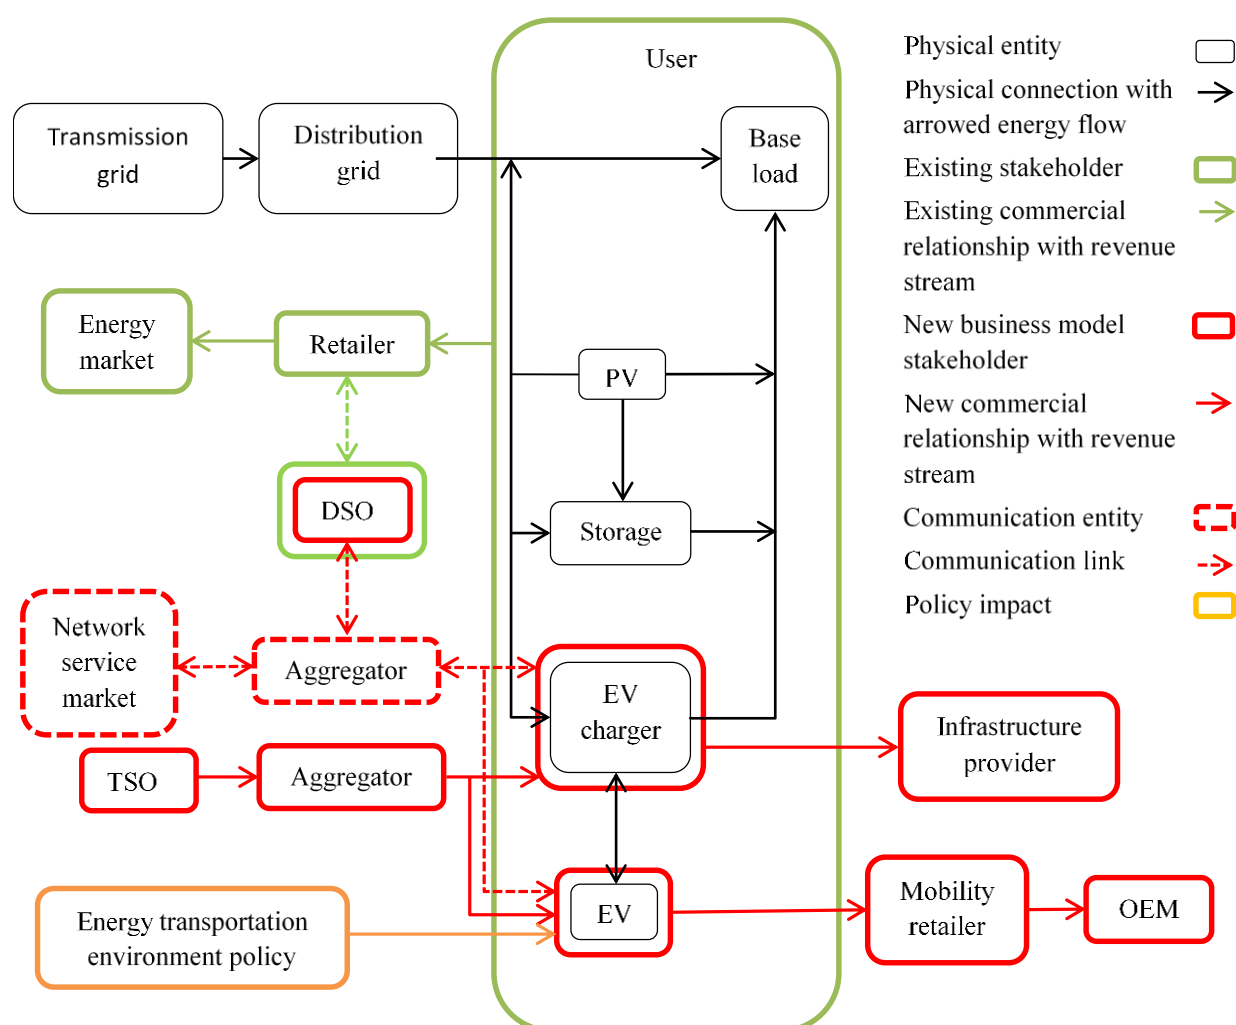 User
Transmission
grid
Distribution
grid
Base
load
Energy
market
Retailer
PV
DSO
Storage
Network
service
market
Aggregator
EV
charger
TSO
Aggregator
Infrastructure
provider
Energy transportation
environment policy
EV
Mobility
retailer
OEM
Physical entity
Physical connection with
arrowed energy flow
Existing stakeholder
Existing commercial
relationship with revenue
stream
New business model
stakeholder
New commercial
relationship with revenue
stream
Communication entity
Communication link
Policy impact